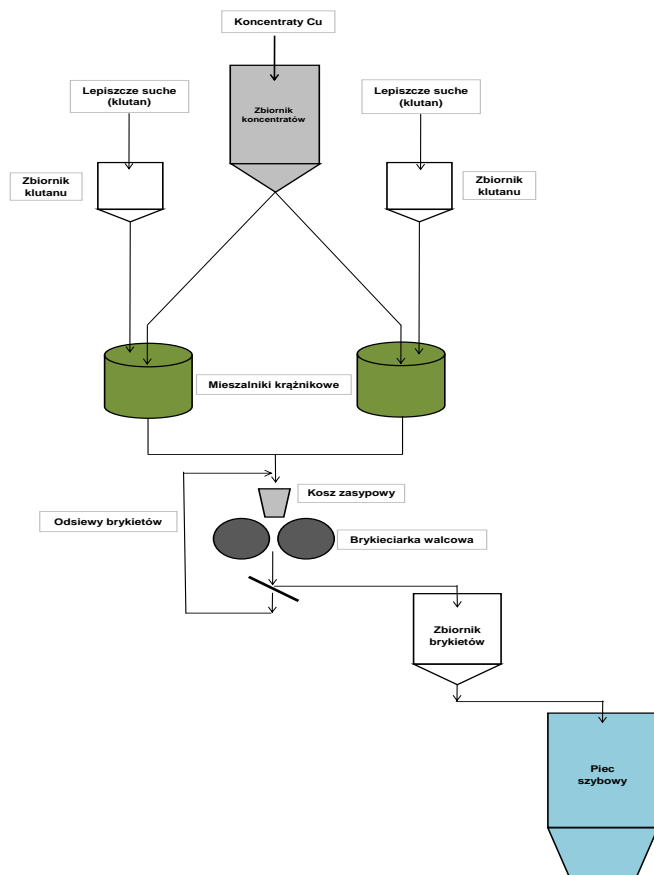 Koncentraty Cu
Lepiszcze suche
(klutan)
Zbiornik
koncentratów
Lepiszcze suche
(klutan)
Zbiornik
klutanu
Zbiornik
klutanu
Mieszalniki krążnikowe
Kosz zasypowy
Odsiewy brykietów
Brykieciarka walcowa
Zbiornik
brykietów
Piec
szybowy